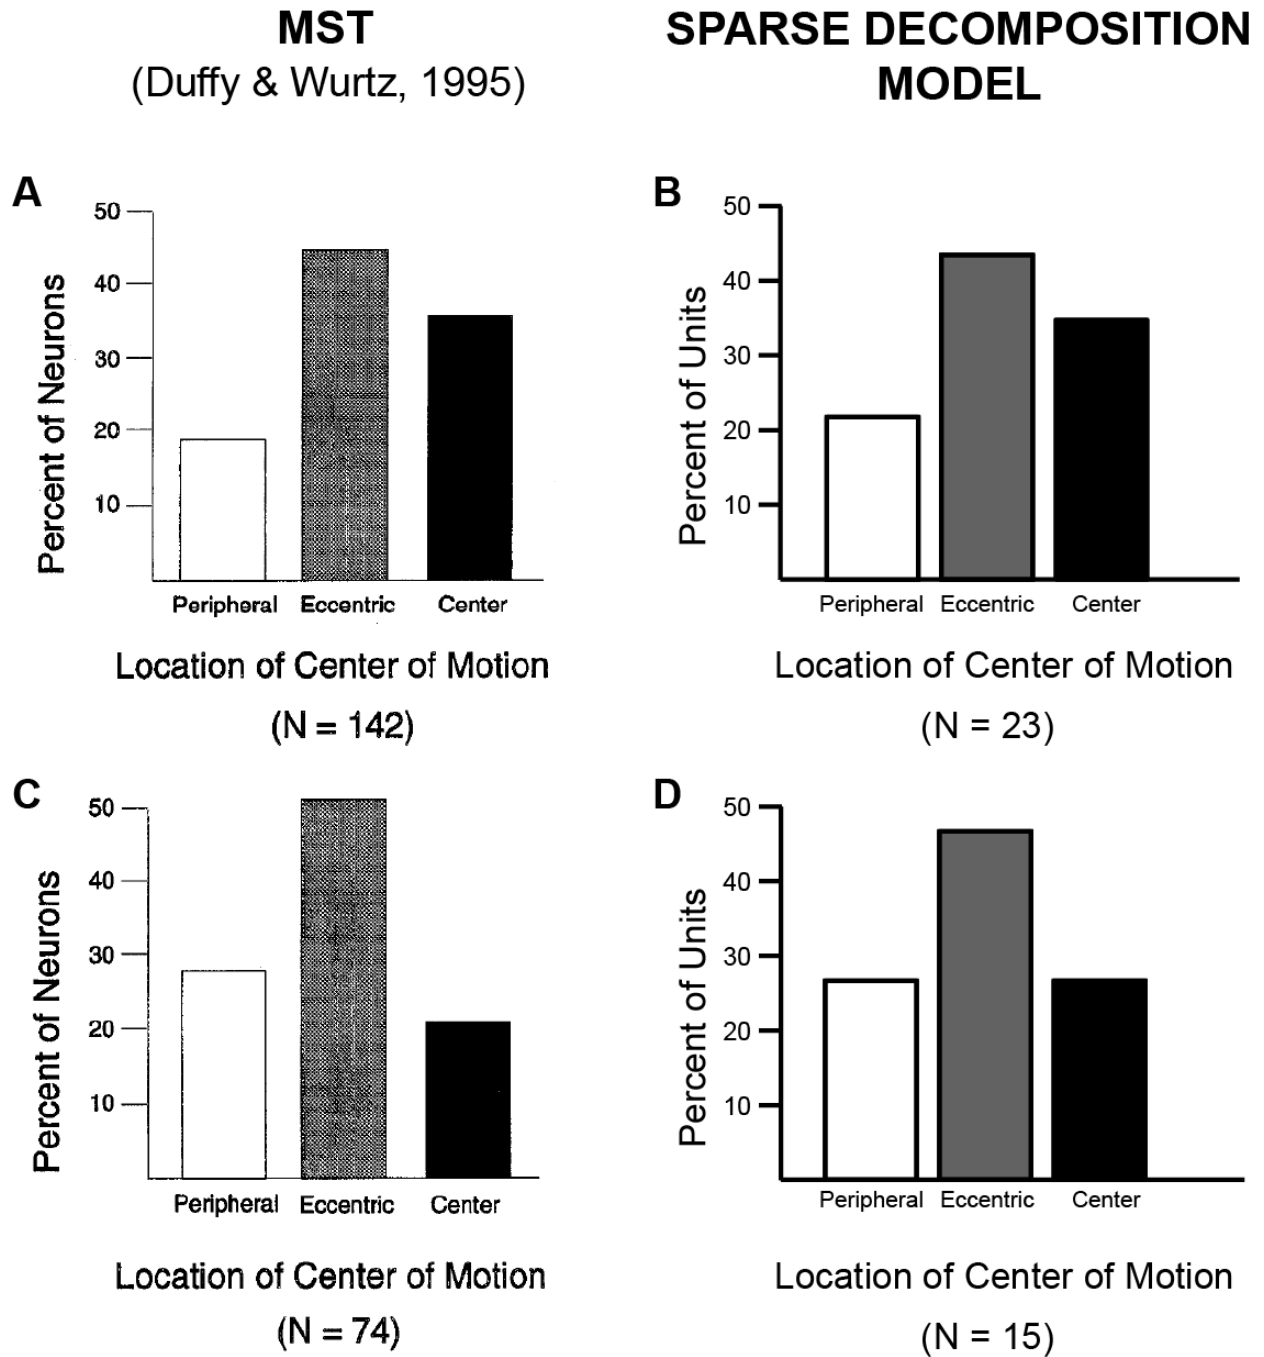 MST
(Duffy & Wurtz, 1995)
SPARSE DECOMPOSITION
MODEL
A
50
40
30
20
10
Percent of Neurons
Peripheral Eccentric Center
Location of Center of Motion
(N = 142)
B
50
40
30
20
10
Percent of Units
Peripheral Eccentric Center
Location of Center of Motion
(N = 23)
C
50
40
30
20
10
Percent of Neurons
Peripheral Eccentric Center
Location of Center of Motion
(N = 74)
D
50
40
30
20
10
Percent of Units
Peripheral Eccentric Center
Location of Center of Motion
(N = 15)